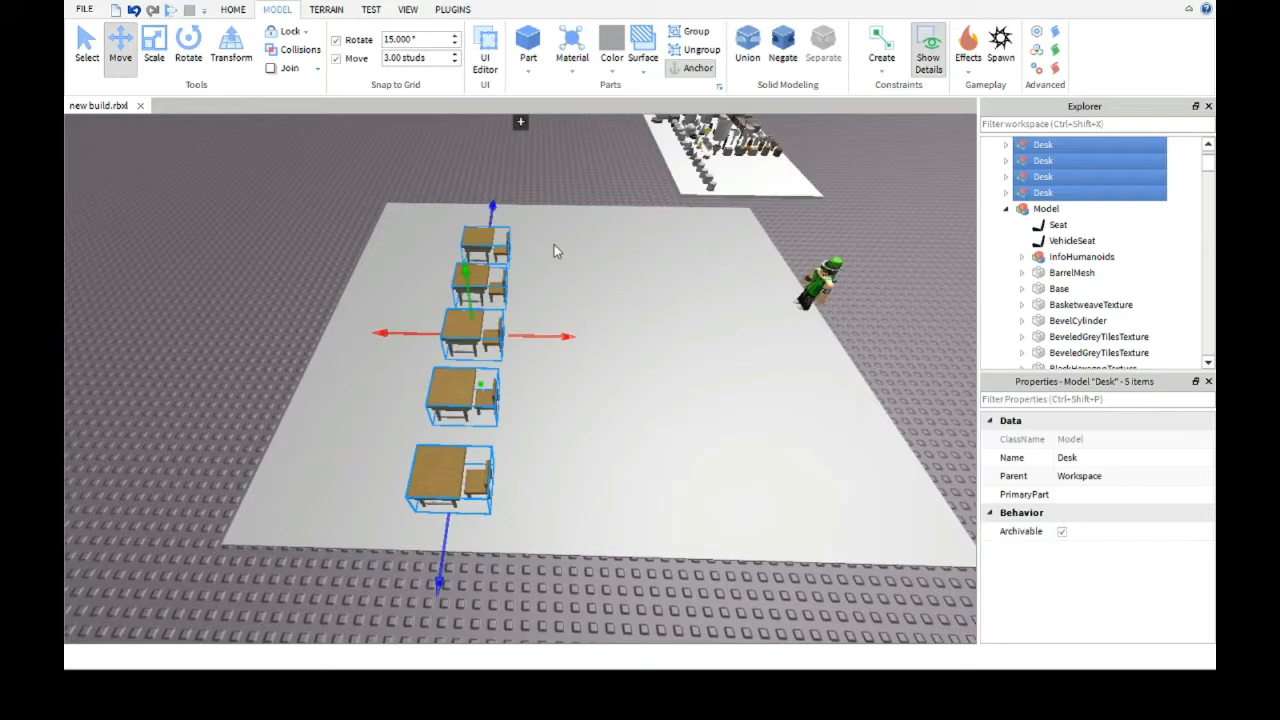 FILE HOME MODEL TERRAIN TEST VIEW PLUGINS
Select Move Scale Rotate Transform
Lock
Collisions
Join
Tools
Rotate 15.000 °
Move 3.00 studs
Snap to Grid
UI Editor
UI
Part Material Color Surface
Group
Ungroup
Anchor
Parts
Union Negate Separate
Solid Modeling
Create Show Details
Constraints
Effects Spawn
Gameplay
Advanced
new build.rbxl
Explorer
Filter workspace (Ctrl+Shift+X)
Desk
Desk
Desk
Desk
Model
Seat
VehicleSeat
InfoHumanoids
BarrelMesh
Base
BasketweaveTexture
BevelCylinder
BeveledGreyTilesTexture
BeveledGreyTilesTexture
BlackHexagonTexture
Properties - Model "Desk" - 5 items
Filter Properties (Ctrl+Shift+P)
Data
ClassName Model
Name Desk
Parent Workspace
PrimaryPart
Behavior
Archivable